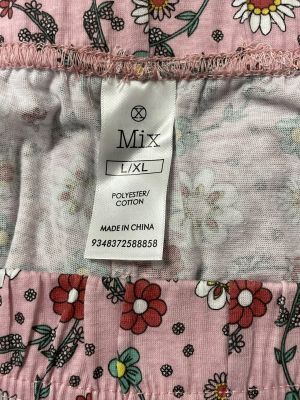 Mix
L/XL
POLYESTER/
COTTON
MADE IN CHINA
9348372588858